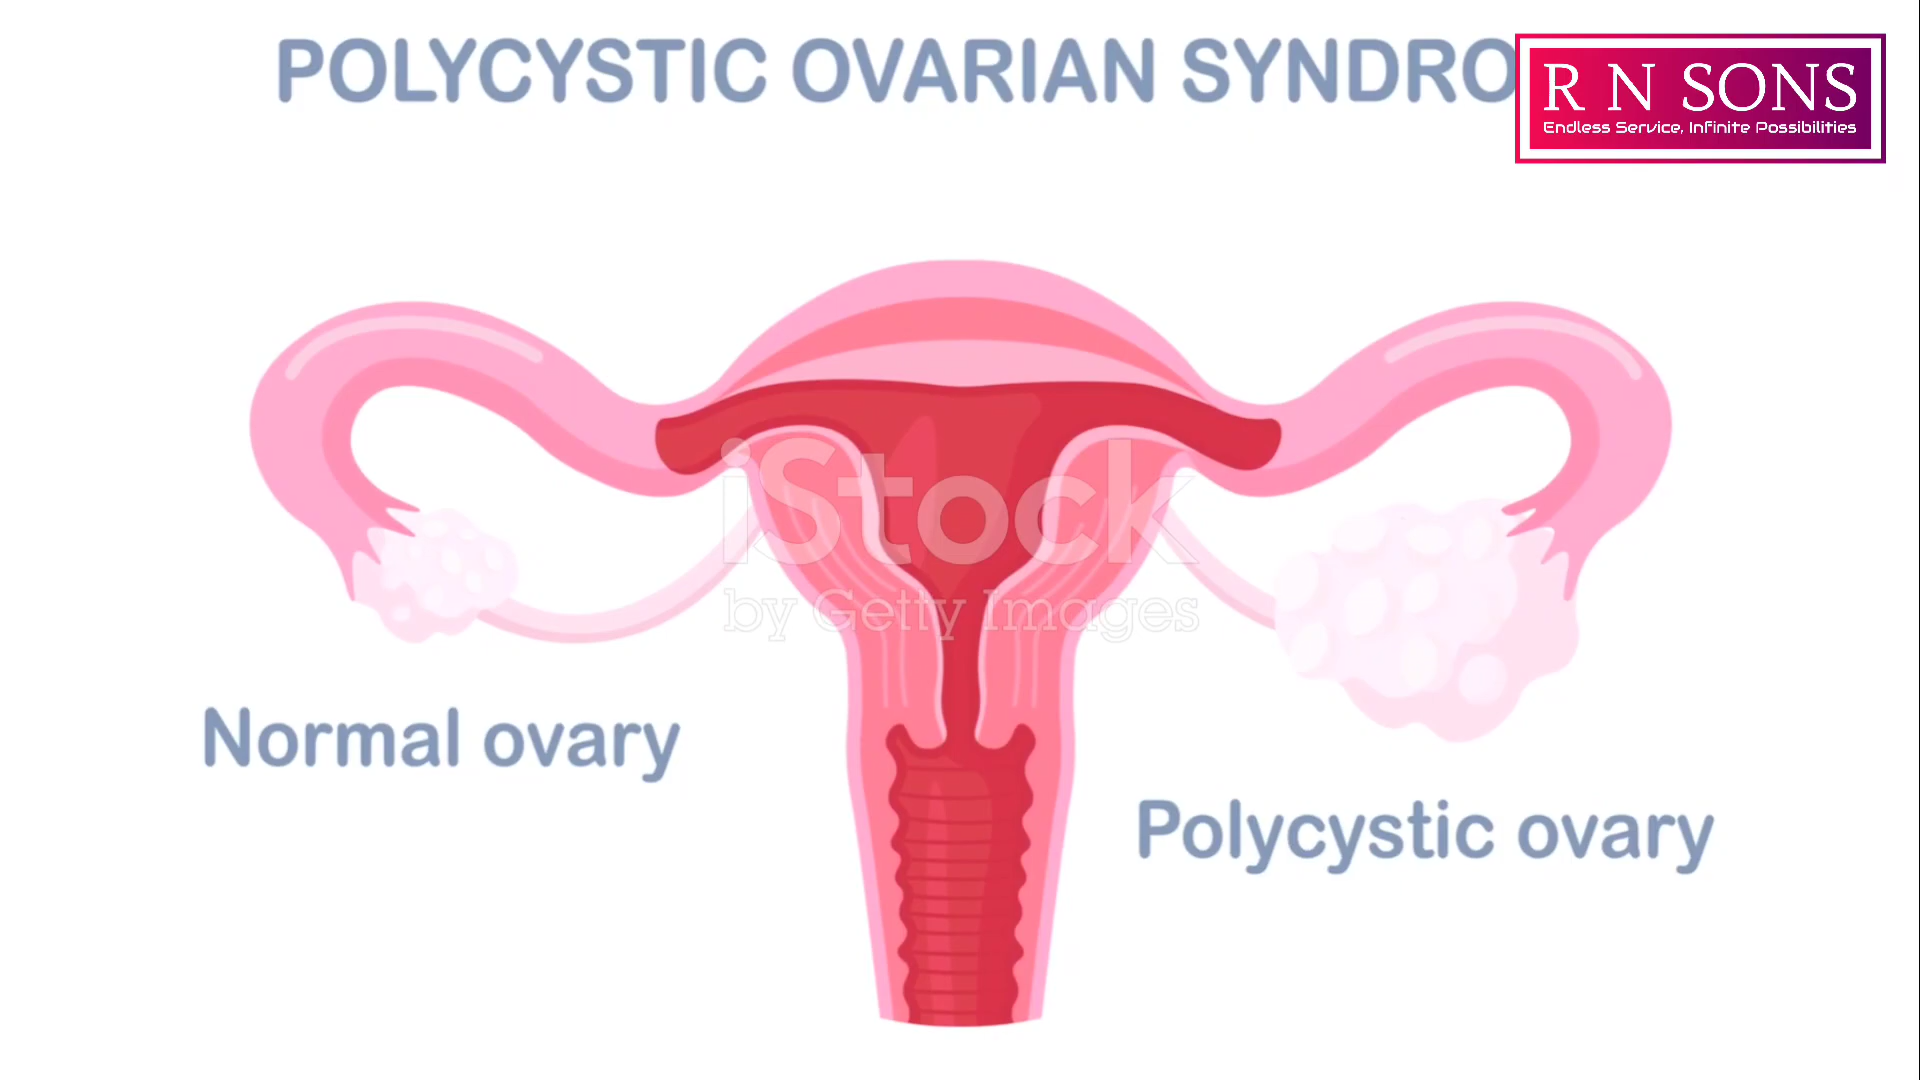 POLYCYSTIC OVARIAN SYNDRO
R N SONS
Endless Service, Infinite Possibilities
iStock
by Getty Images
Normal ovary
Polycystic ovary